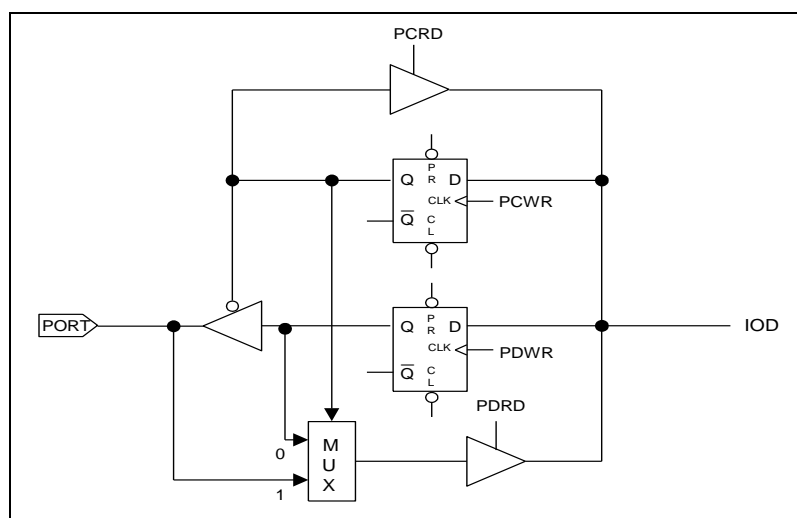 PCRD
P
R
Q D
CLK
PCWR
Q̅ C
L
PORT
P
R
Q D
IOD
CLK
PDWR
Q̅ C
L
PDRD
0
M
U
X
1